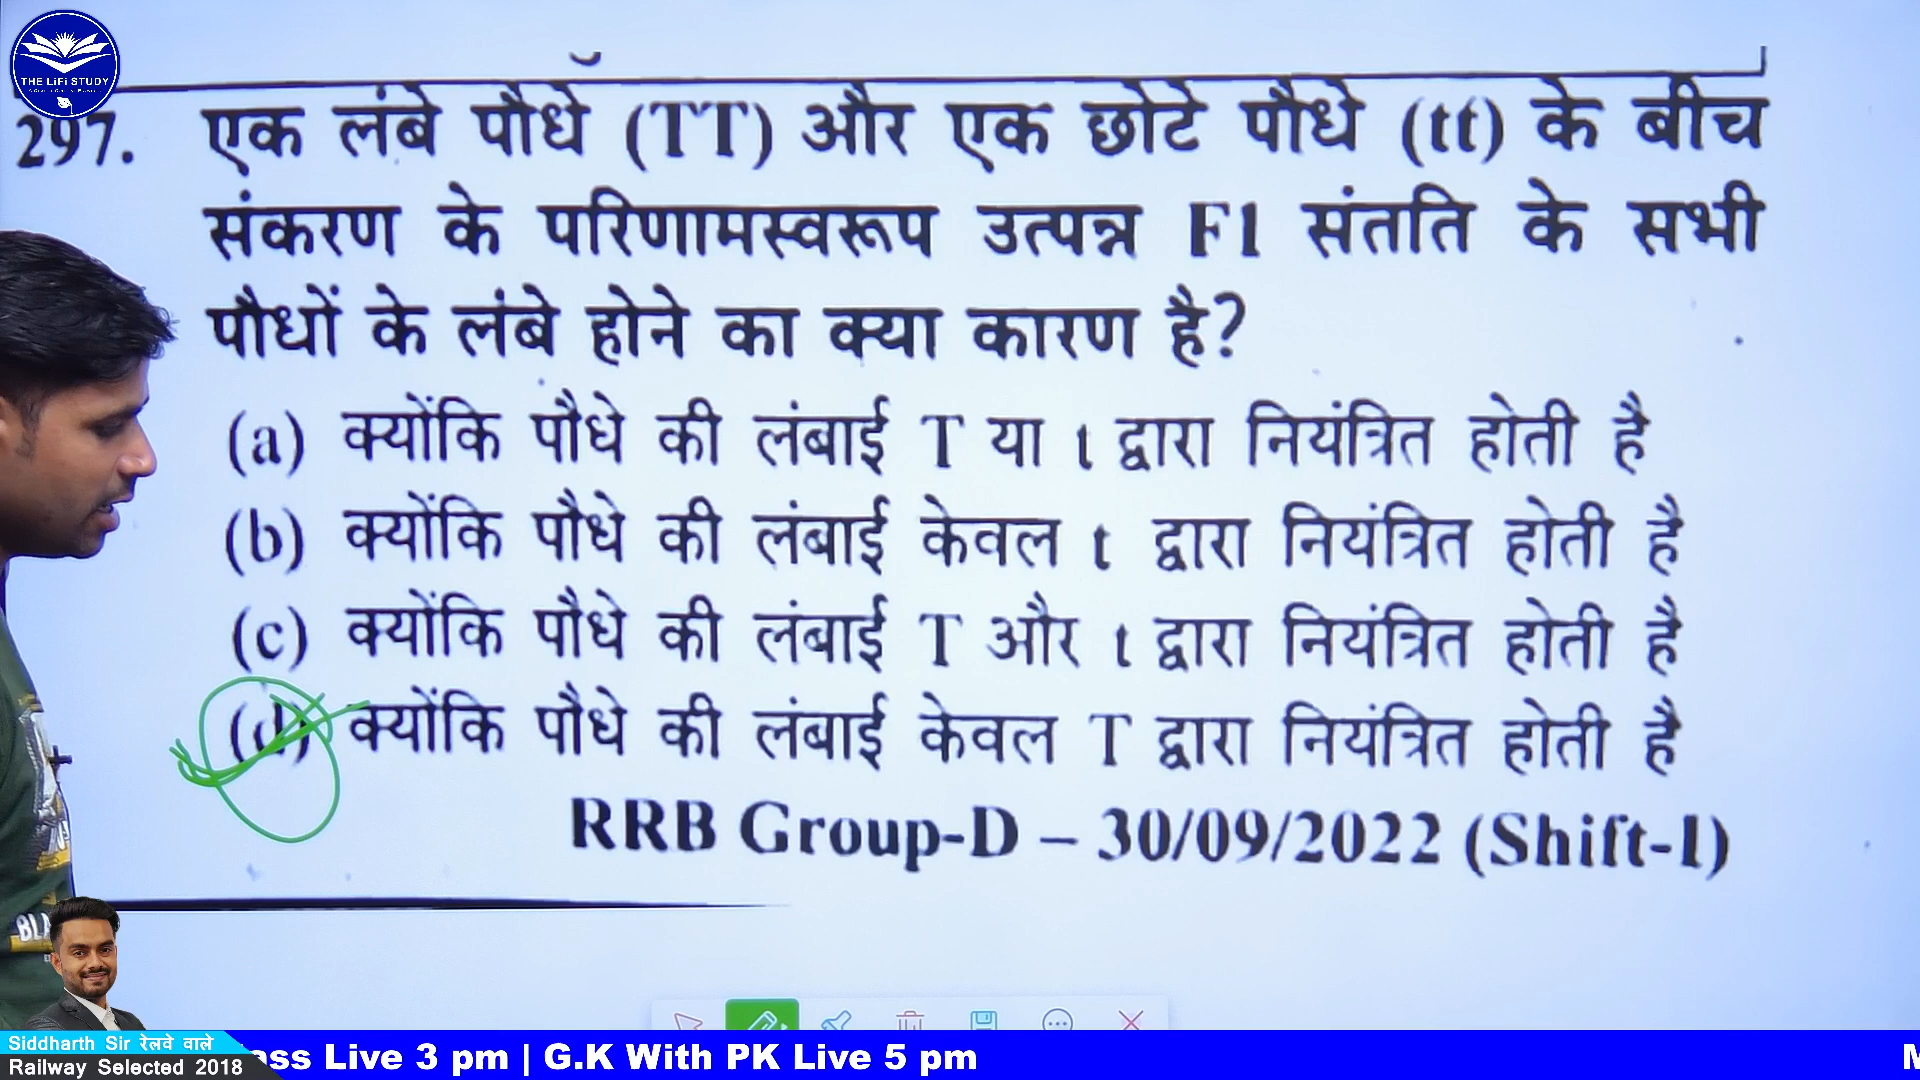 THE LiFi STUDY
297. एक लंबे पौधे (TT) और एक छोटे पौधे (tt) के बीच
संकरण के परिणामस्वरूप उत्पन्न F1 संतति के सभी
पौधों के लंबे होने का क्या कारण है?
(a) क्योंकि पौधे की लंबाई T या t द्वारा नियंत्रित होती है
(b) क्योंकि पौधे की लंबाई केवल t द्वारा नियंत्रित होती है
(c) क्योंकि पौधे की लंबाई T और t द्वारा नियंत्रित होती है
(d) क्योंकि पौधे की लंबाई केवल T द्वारा नियंत्रित होती है
RRB Group-D – 30/09/2022 (Shift-I)
Siddharth Sir रेलवे वाले
Railway Selected 2018
ass Live 3 pm | G.K With PK Live 5 pm